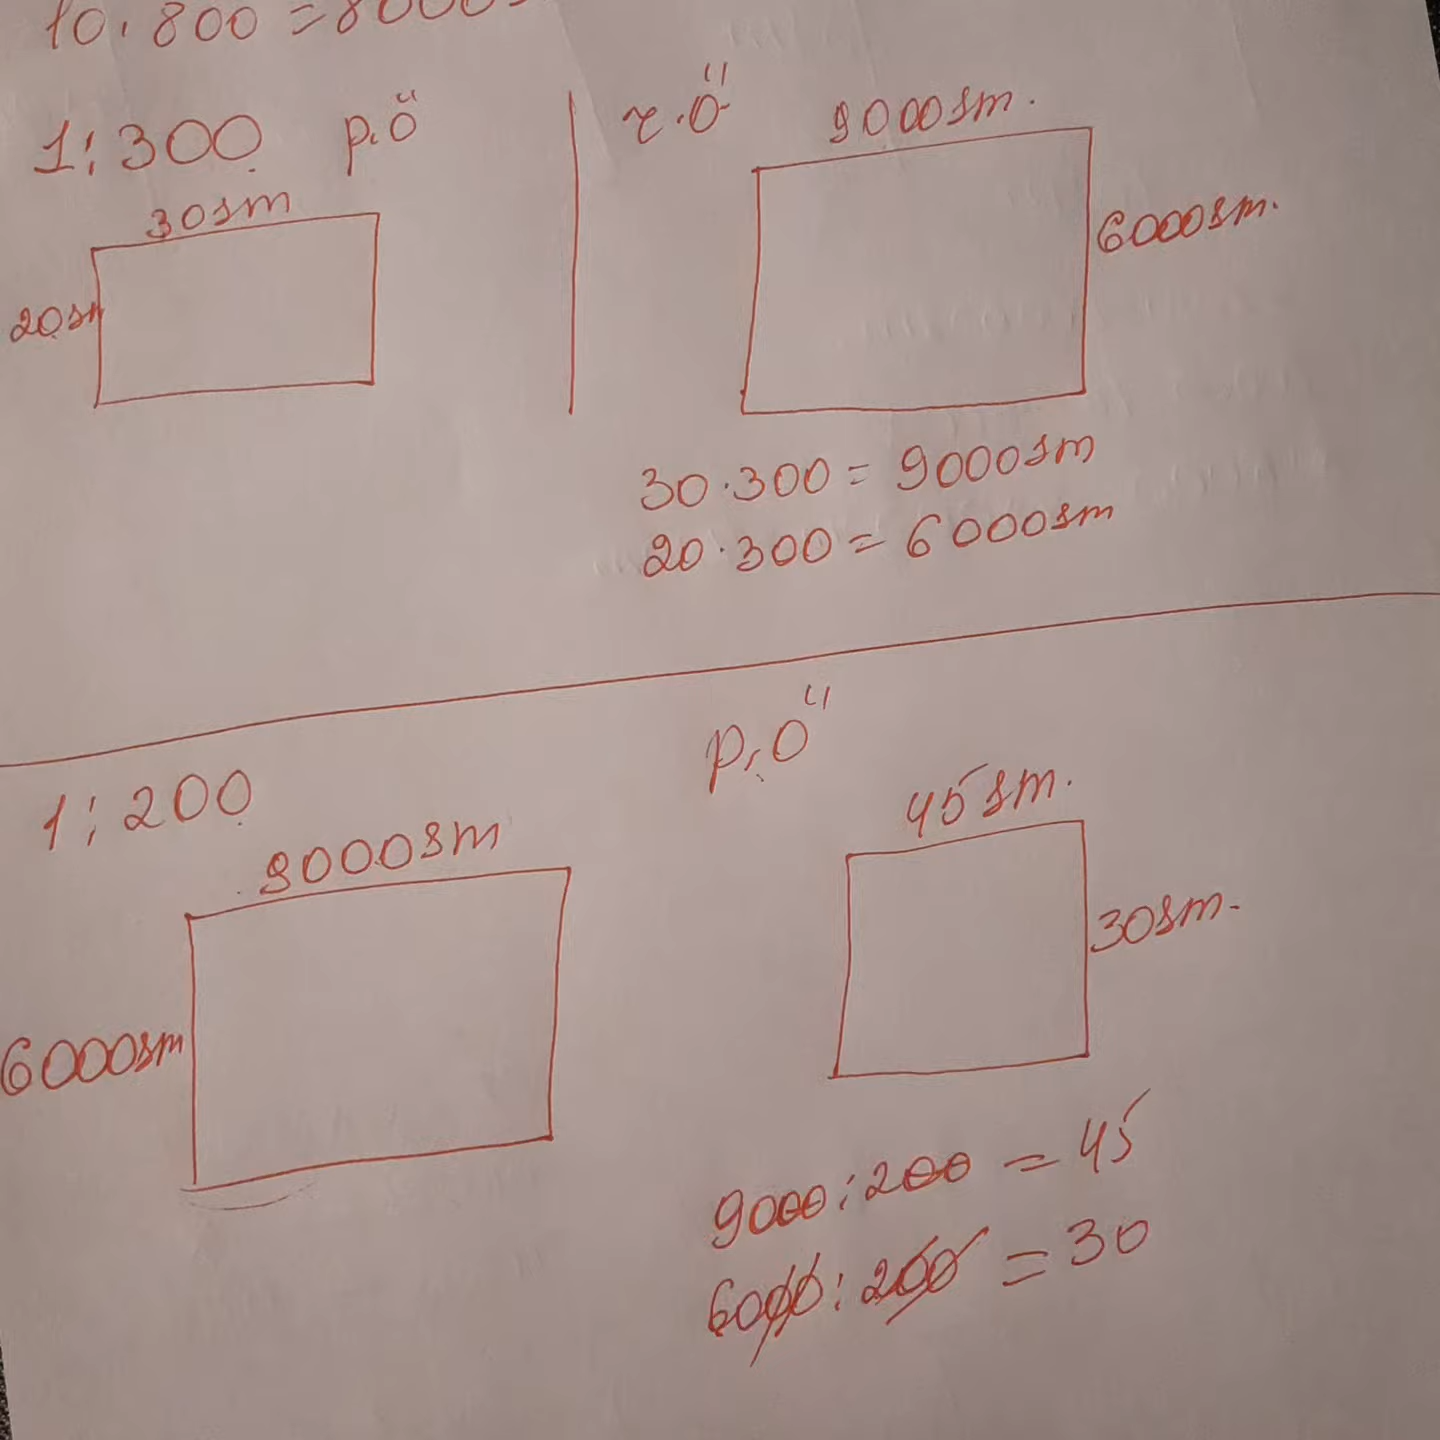 10.800 = 8000
1:300 p.ö
r.ö
30sm
20sm
9000sm.
6000sm.
30.300 = 9000sm
20.300 = 6000sm
1:200
p.ö
9000sm
6000sm
45sm.
30sm.
9000:200 = 45
6000:200 = 30